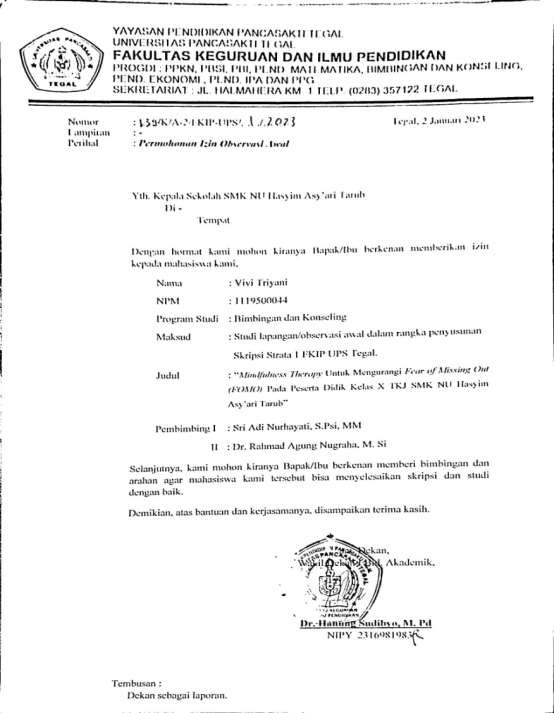 YAYASAN PENDIDIKAN PANCASAKTI TEGAL
UNIVERSITAS PANCASAKTI TEGAL
FAKULTAS KEGURUAN DAN ILMU PENDIDIKAN
PROGDI : PPKN, PBSI, PBI, PEND. MATEMATIKA, BIMBINGAN DAN KONSELING,
PEND. EKONOMI, PEND. IPA DAN PPG
SEKRETARIAT : JL. HALMAHERA KM. 1 TELP. (0283) 357122 TEGAL
TEGAL
Nomor : /K/A-2/FKIP-UPS/ /2023 Tegal, 2 Januari 2023
Lampiran : -
Perihal : Permohonan Izin Observasi Awal
Yth. Kepala Sekolah SMK NU Hasyim Asy'ari Tarub
Di -
Tempat
Dengan hormat kami mohon kiranya Bapak/Ibu berkenan memberikan izin
kepada mahasiswa kami,
Nama : Vivi Triyani
NPM : 1119500044
Program Studi : Bimbingan dan Konseling
Maksud : Studi lapangan/observasi awal dalam rangka penyusunan
Skripsi Strata 1 FKIP UPS Tegal.
Judul : "Mindfulness Therapy Untuk Mengurangi Fear of Missing Out
(FOMO) Pada Peserta Didik Kelas X TKJ SMK NU Hasyim
Asy'ari Tarub"
Pembimbing I : Sri Adi Nurhayati, S.Psi, MM
II : Dr. Rahmad Agung Nugraha, M. Si
Selanjutnya, kami mohon kiranya Bapak/Ibu berkenan memberi bimbingan dan
arahan agar mahasiswa kami tersebut bisa menyelesaikan skripsi dan studi
dengan baik.
Demikian, atas bantuan dan kerjasamanya, disampaikan terima kasih.
Dekan,
Wakil Dekan Bid. Akademik,
Dr. Hanung Sudibyo, M. Pd
NIPY 2316981983
Tembusan :
Dekan sebagai laporan.